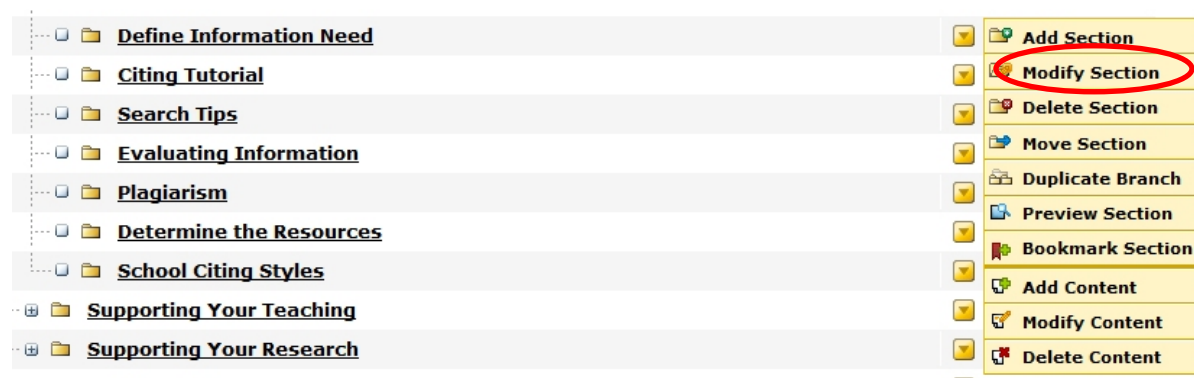 Define Information Need
Citing Tutorial
Search Tips
Evaluating Information
Plagiarism
Determine the Resources
School Citing Styles
Supporting Your Teaching
Supporting Your Research
Add Section
Modify Section
Delete Section
Move Section
Duplicate Branch
Preview Section
Bookmark Section
Add Content
Modify Content
Delete Content